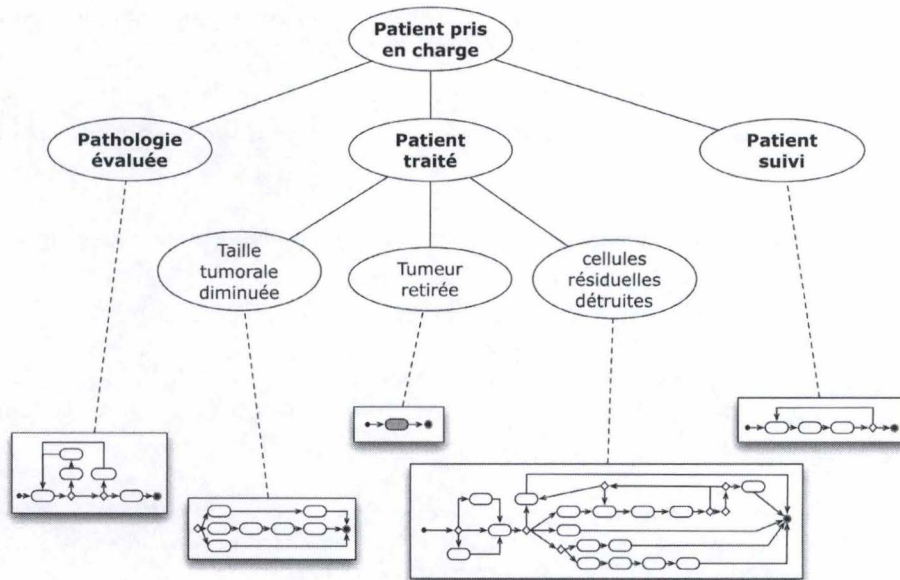 Patient pris
en charge
Pathologie
évaluée
Patient
traité
Patient
suivi
Taille
tumorale
diminuée
Tumeur
retirée
cellules
résiduelles
détruites